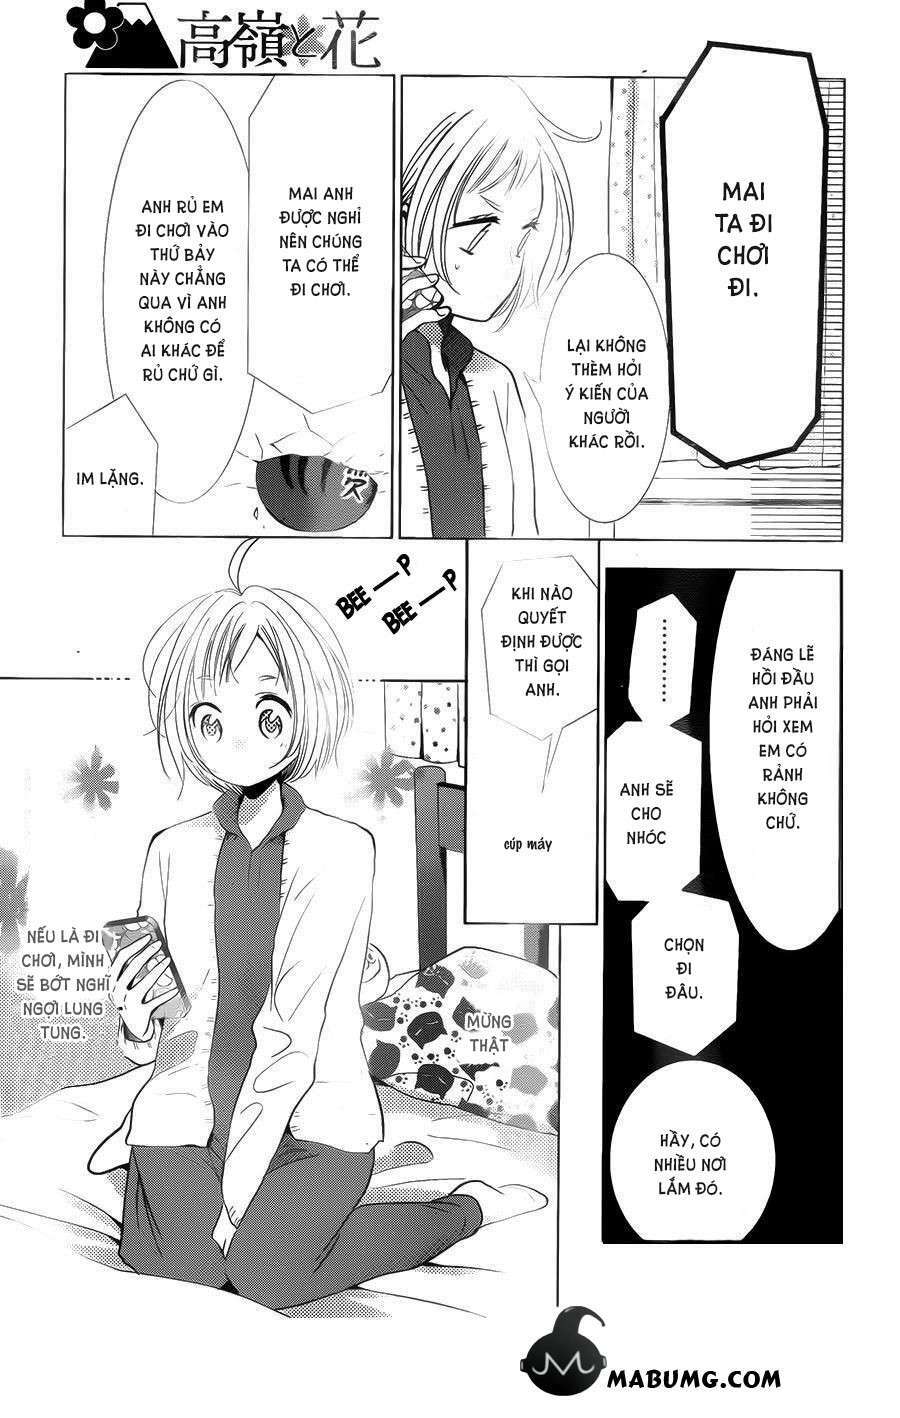 高嶺と花
MAI
TA ĐI
CHƠI
ĐI.
LẠI KHÔNG
THÈM HỎI
Ý KIẾN CỦA
NGƯỜI
KHÁC RỒI.
MAI ANH
ĐƯỢC NGHỈ
NÊN CHÚNG
TA CÓ THỂ
ĐI CHƠI.
ANH RỦ EM
ĐI CHƠI VÀO
THỨ BẢY
NÀY CHẲNG
QUA VÌ ANH
KHÔNG CÓ
AI KHÁC ĐỂ
RỦ CHỨ GÌ.
IM LẶNG.
ĐÁNG LẼ
HỒI ĐẦU
ANH PHẢI
HỎI XEM
EM CÓ
RẢNH
KHÔNG
CHỨ.
.........
ANH SẼ
CHO
NHÓC
CHỌN
ĐI
ĐÂU.
HẦY, CÓ
NHIỀU NƠI
LẮM ĐÓ.
KHI NÀO
QUYẾT
ĐỊNH ĐƯỢC
THÌ GỌI
ANH.
cúp máy
BEE — P
BEE — P
NẾU LÀ ĐI
CHƠI, MÌNH
SẼ BỚT NGHĨ
NGỢI LUNG
TUNG.
MỪNG
THẬT
MABUMG.COM